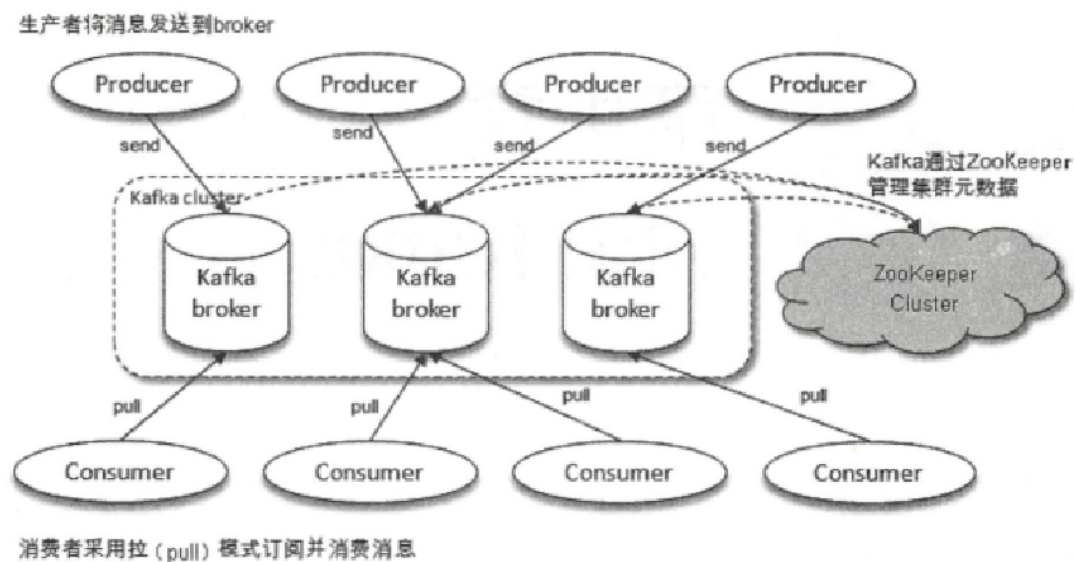 生产者将消息发送到broker
Producer
Producer
Producer
Producer
send
send
send
send
Kafka通过ZooKeeper
管理集群元数据
Kafka cluster
Kafka
broker
Kafka
broker
Kafka
broker
ZooKeeper
Cluster
pull
pull
pull
pull
Consumer
Consumer
Consumer
Consumer
消费者采用拉（pull）模式订阅并消费消息